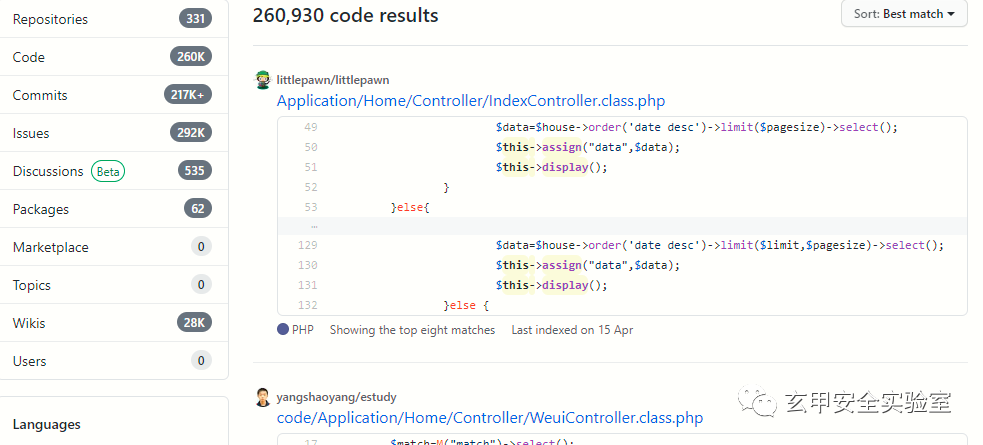 Repositories 331
Code 260K
Commits 217K+
Issues 292K
Discussions Beta 535
Packages 62
Marketplace 0
Topics 0
Wikis 28K
Users 0
Languages
260,930 code results
Sort: Best match
littlepawn/littlepawn
Application/Home/Controller/IndexController.class.php
49 $data=$house->order('date desc')->limit($pagesize)->select();
50 $this->assign("data",$data);
51 $this->display();
52 }
53 }else{
…
129 $data=$house->order('date desc')->limit($limit,$pagesize)->select();
130 $this->assign("data",$data);
131 $this->display();
132 }else {
PHP Showing the top eight matches Last indexed on 15 Apr
yangshaoyang/estudy
code/Application/Home/Controller/WeuiController.class.php
17 $match=M("match")->select();
玄甲安全实验室